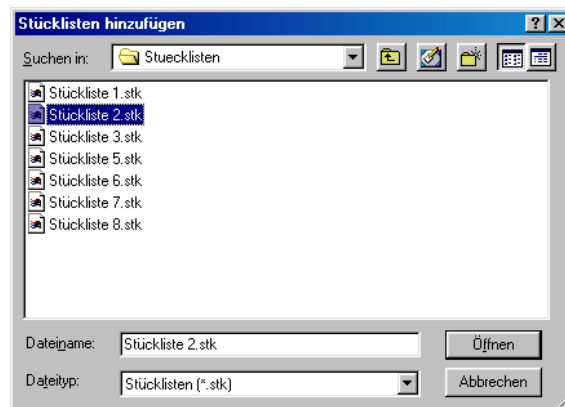 Stücklisten hinzufügen
Suchen in: Stuecklisten
Stückliste 1.stk
Stückliste 2.stk
Stückliste 3.stk
Stückliste 5.stk
Stückliste 6.stk
Stückliste 7.stk
Stückliste 8.stk
Dateiname: Stückliste 2.stk Öffnen
Dateityp: Stücklisten (*.stk) Abbrechen